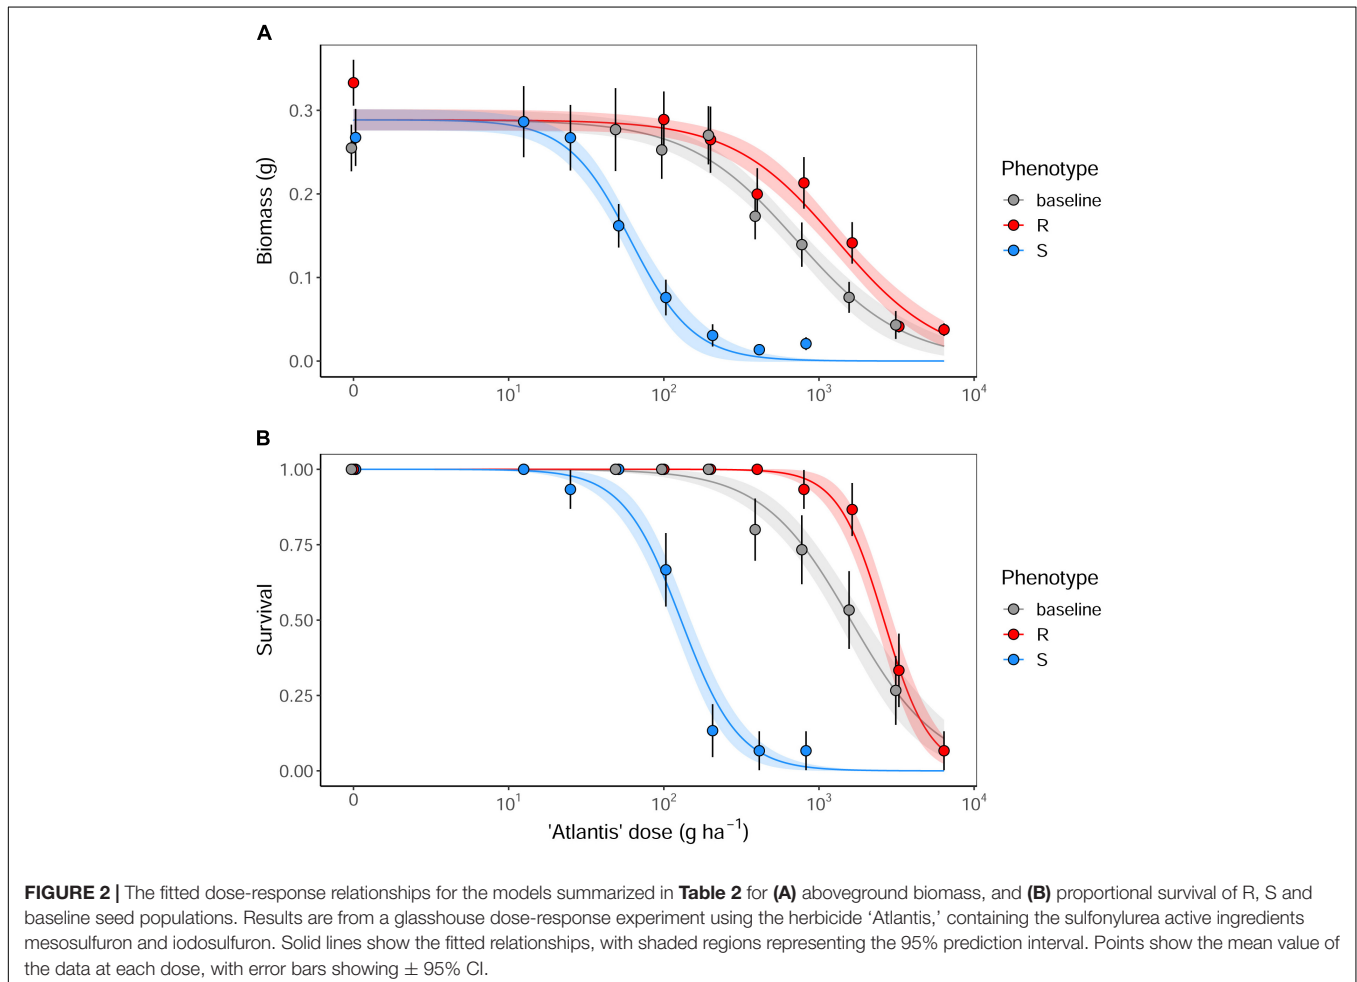 A
0.3
0.2
0.1
0.0
Biomass (g)
0
10¹
10²
10³
10⁴
Phenotype
baseline
R
S
B
1.00
0.75
0.50
0.25
0.00
Survival
0
10¹
10²
10³
10⁴
'Atlantis' dose (g ha⁻¹)
Phenotype
baseline
R
S
FIGURE 2 | The fitted dose-response relationships for the models summarized in Table 2 for (A) aboveground biomass, and (B) proportional survival of R, S and
baseline seed populations. Results are from a glasshouse dose-response experiment using the herbicide ‘Atlantis,’ containing the sulfonylurea active ingredients
mesosulfuron and iodosulfuron. Solid lines show the fitted relationships, with shaded regions representing the 95% prediction interval. Points show the mean value of
the data at each dose, with error bars showing ± 95% CI.